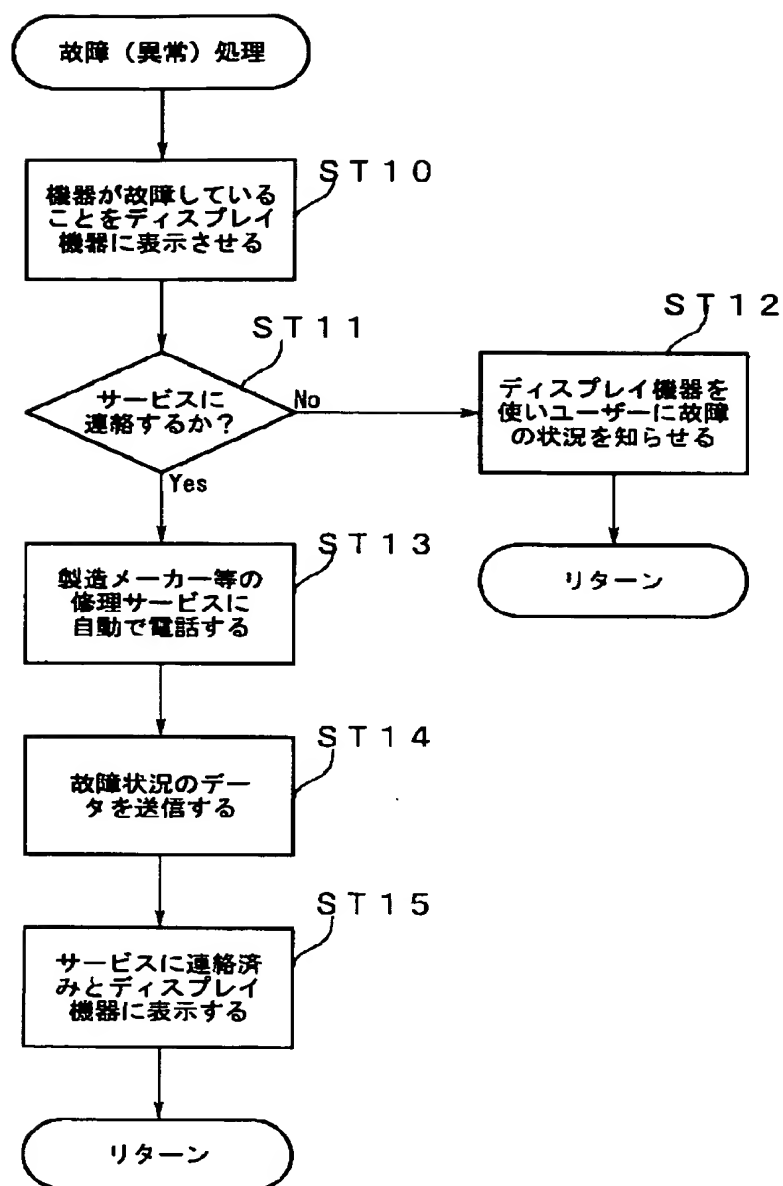 故障（異常）処理
ST10
機器が故障している
ことをディスプレイ
機器に表示させる
ST11
サービスに
連絡するか？
No
Yes
ST12
ディスプレイ機器を
使いユーザーに故障
の状況を知らせる
リターン
ST13
製造メーカー等の
修理サービスに
自動で電話する
ST14
故障状況のデー
タを送信する
ST15
サービスに連絡済
みとディスプレイ
機器に表示する
リターン